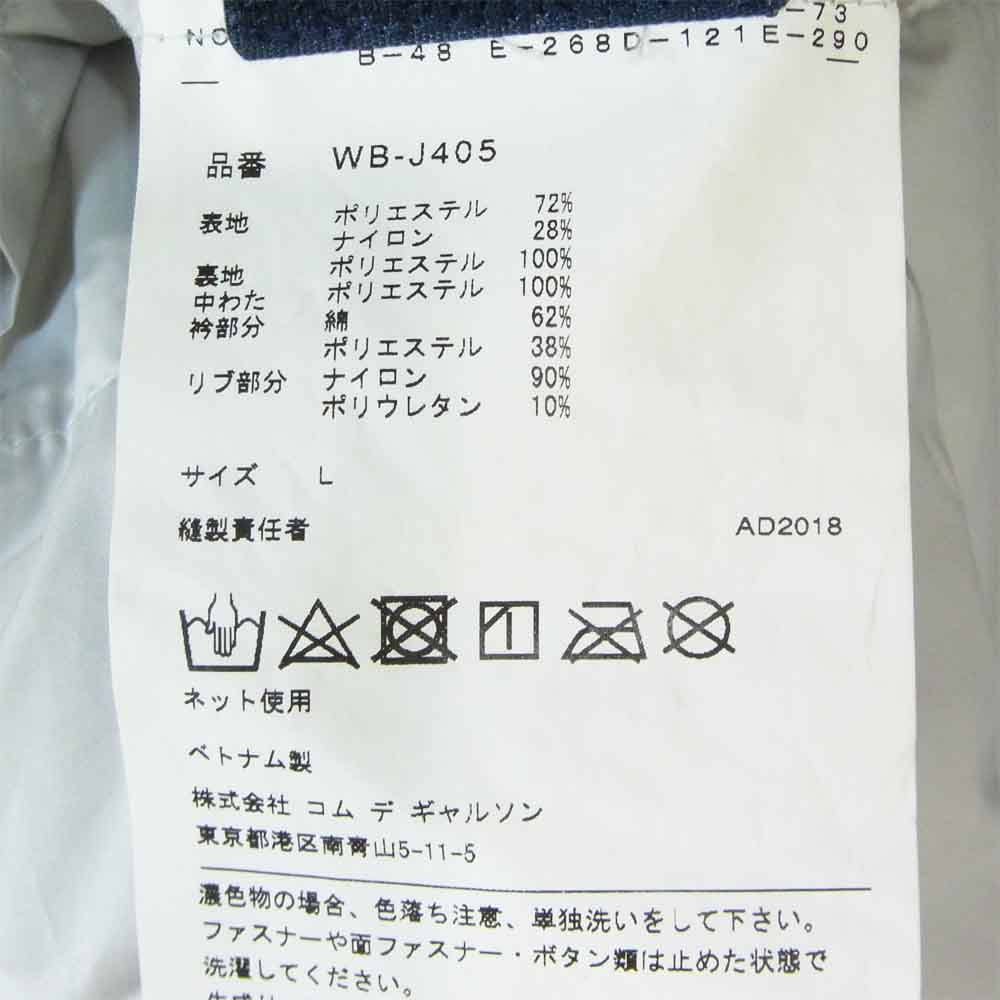 -73
NO B-48 E-268D-121E-290
品番 WB-J405
表地 ポリエステル 72%
ナイロン 28%
裏地 ポリエステル 100%
中わた ポリエステル 100%
衿部分 綿 62%
ポリエステル 38%
リブ部分 ナイロン 90%
ポリウレタン 10%
サイズ L
縫製責任者 AD2018
ネット使用
ベトナム製
株式会社 コム デ ギャルソン
東京都港区南青山5-11-5
濃色物の場合、色落ち注意、単独洗いをして下さい。
ファスナーや面ファスナー・ボタン類は止めた状態で
洗濯してください。